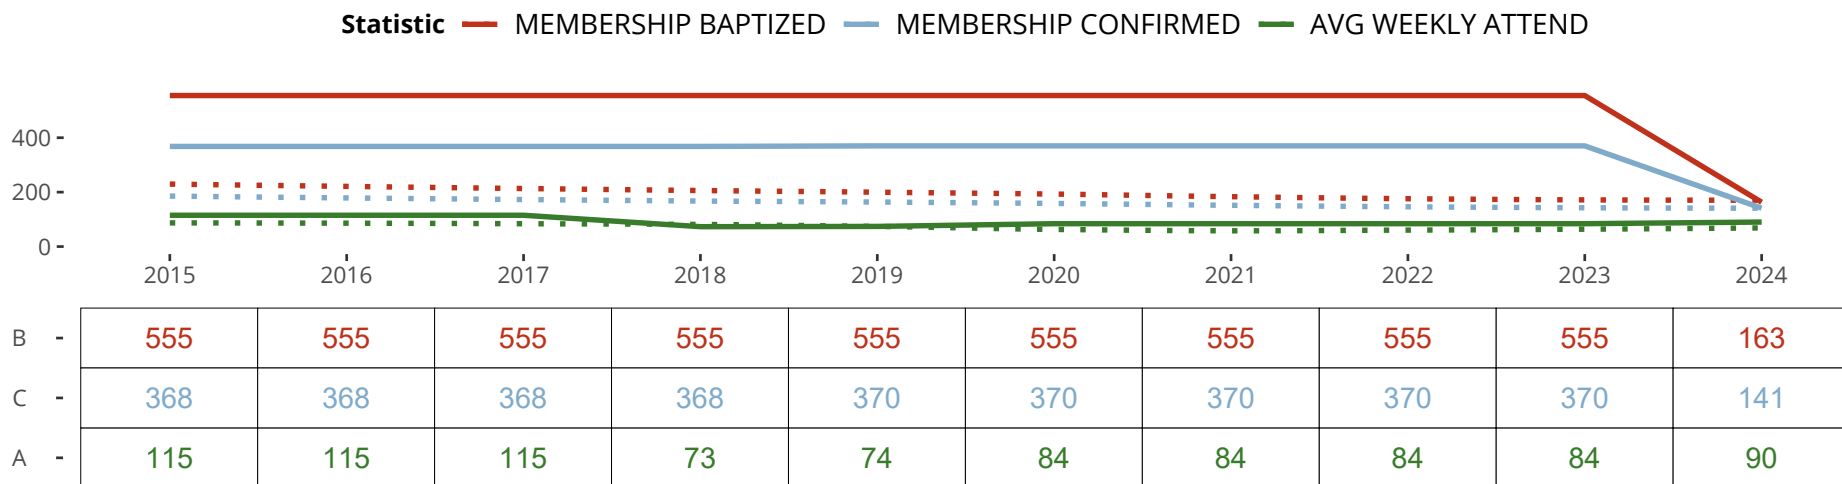 Statistic MEMBERSHIP BAPTIZED MEMBERSHIP CONFIRMED AVG WEEKLY ATTEND
400
200
0
2015 2016 2017 2018 2019 2020 2021 2022 2023 2024
B 555 555 555 555 555 555 555 555 555 163
C 368 368 368 368 370 370 370 370 370 141
A 115 115 115 73 74 84 84 84 84 90